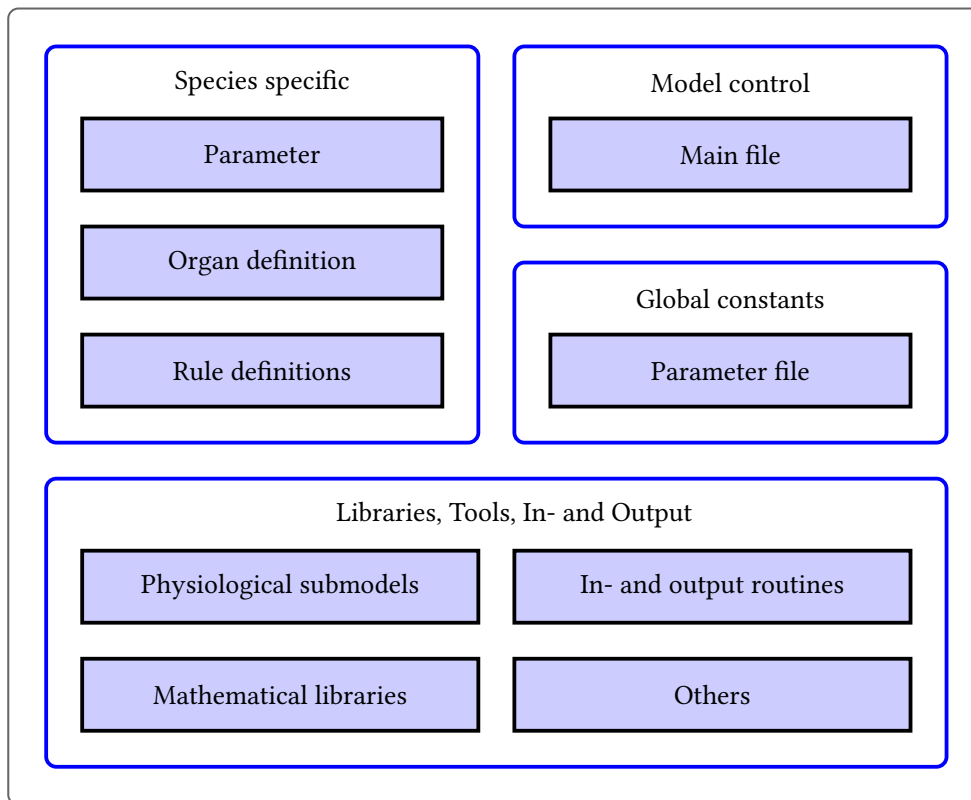 Species specific
Parameter
Organ definition
Rule definitions
Model control
Main file
Global constants
Parameter file
Libraries, Tools, In- and Output
Physiological submodels
In- and output routines
Mathematical libraries
Others